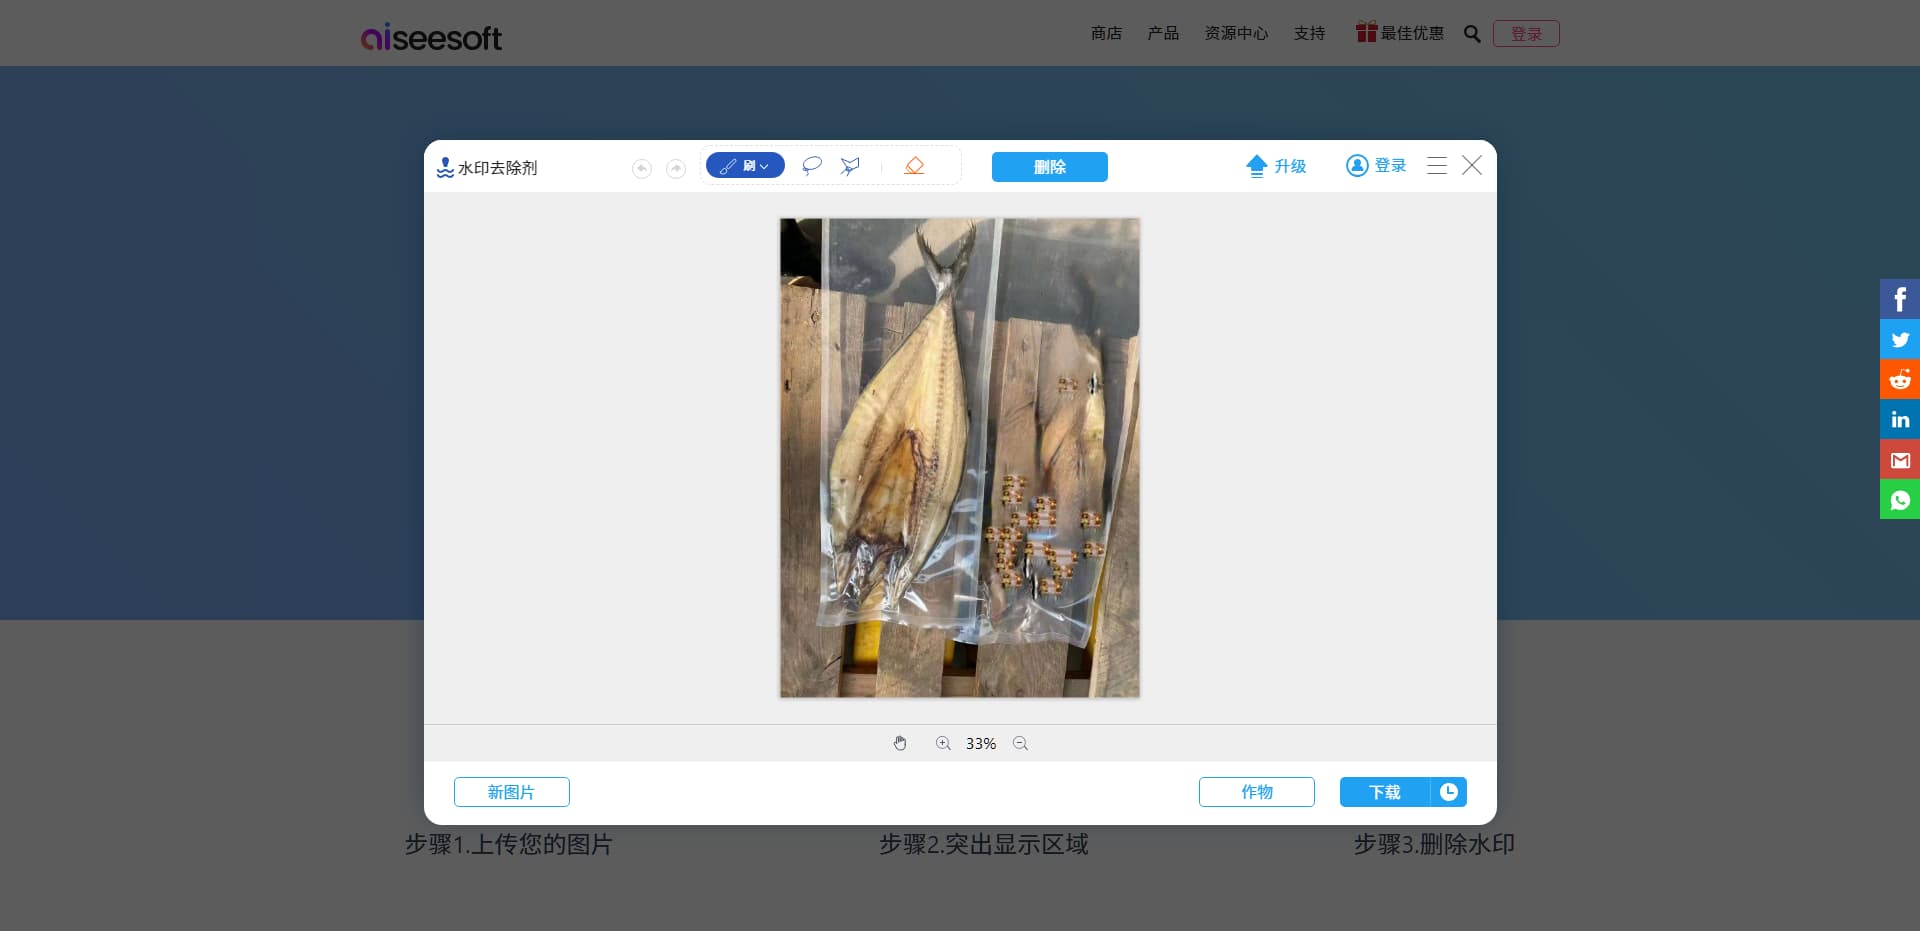 aiseesoft
商店
产品
资源中心
支持
最佳优惠
登录
水印去除剂
刷
删除
升级
登录
33%
新图片
作物
下载
步骤1.上传您的图片
步骤2.突出显示区域
步骤3.删除水印